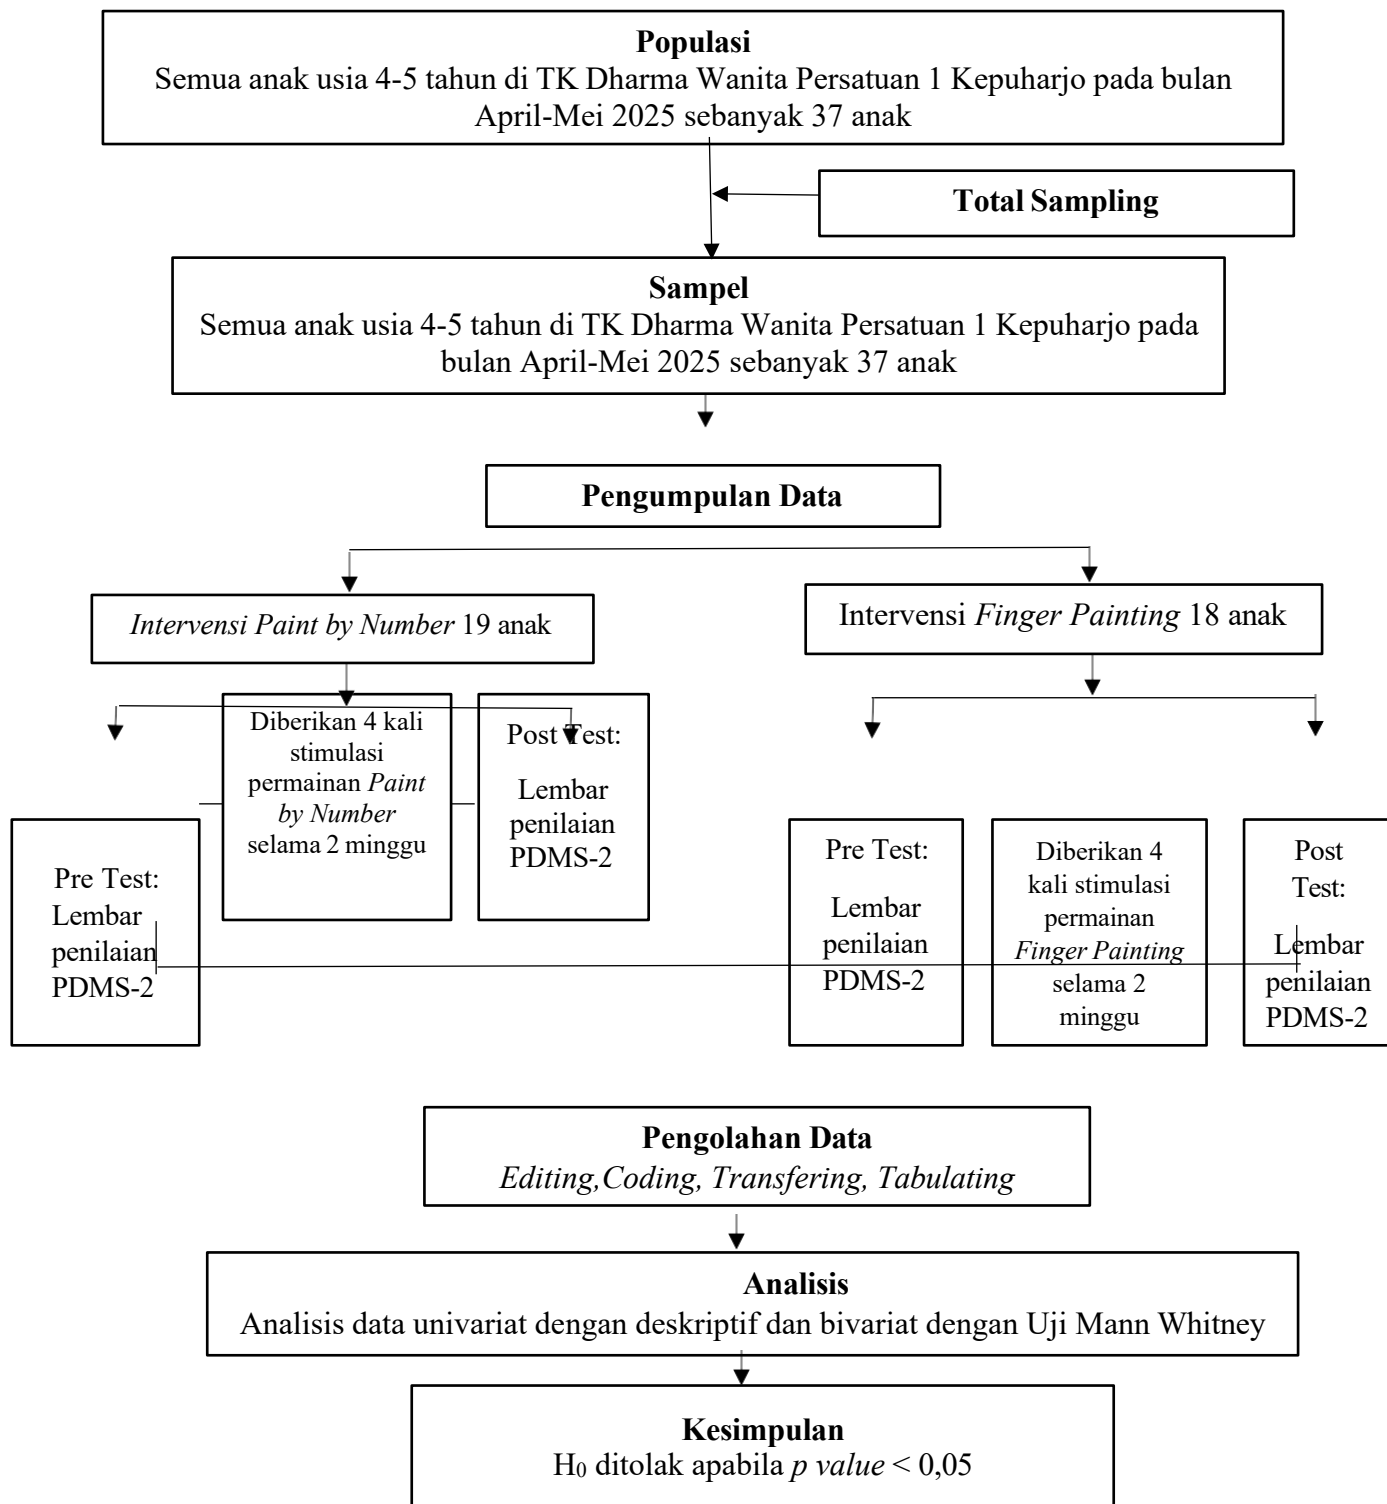 Populasi
Semua anak usia 4-5 tahun di TK Dharma Wanita Persatuan 1 Kepuharjo pada bulan
April-Mei 2025 sebanyak 37 anak
Total Sampling
Sampel
Semua anak usia 4-5 tahun di TK Dharma Wanita Persatuan 1 Kepuharjo pada
bulan April-Mei 2025 sebanyak 37 anak
Pengumpulan Data
Intervensi Paint by Number 19 anak
Intervensi Finger Painting 18 anak
Pre Test:
Lembar
penilaian
PDMS-2
Diberikan 4 kali
stimulasi
permainan Paint
by Number
selama 2 minggu
Post Test:
Lembar
penilaian
PDMS-2
Pre Test:
Lembar
penilaian
PDMS-2
Diberikan 4
kali stimulasi
permainan
Finger Painting
selama 2
minggu
Post
Test:
Lembar
penilaian
PDMS-2
Pengolahan Data
Editing,Coding, Transfering, Tabulating
Analisis
Analisis data univariat dengan deskriptif dan bivariat dengan Uji Mann Whitney
Kesimpulan
H₀ ditolak apabila p value < 0,05